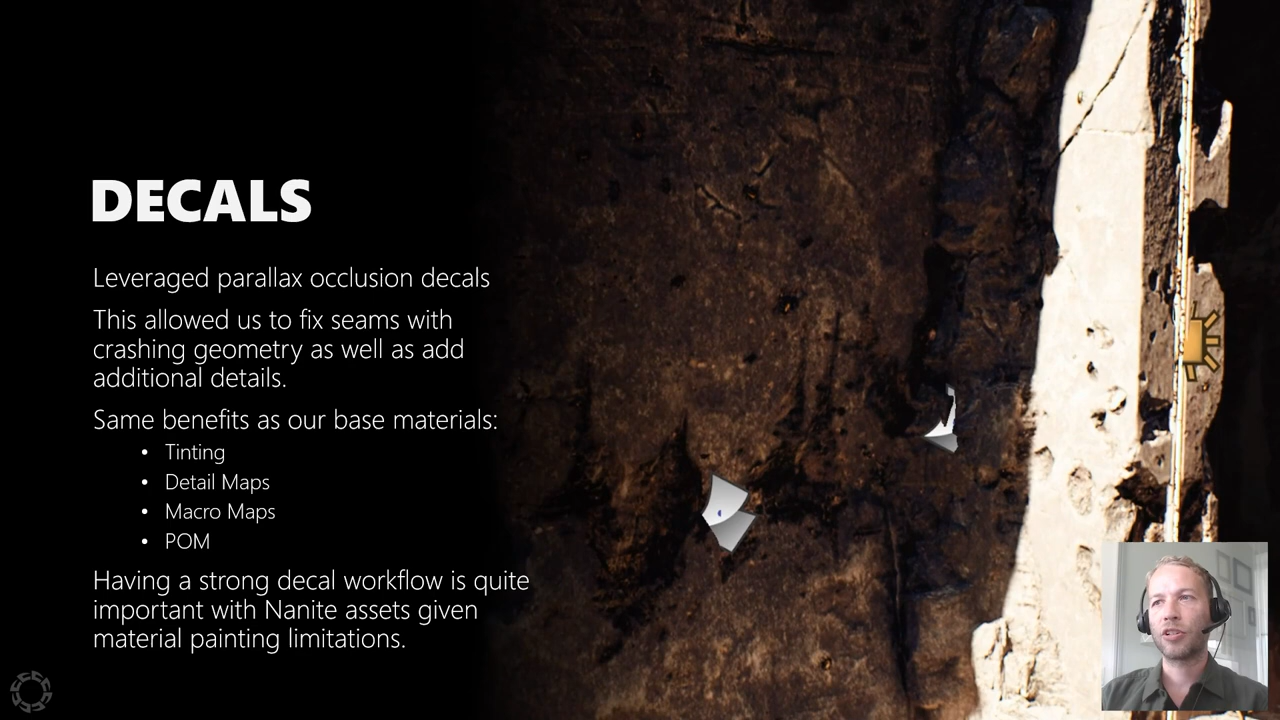 DECALS
Leveraged parallax occlusion decals
This allowed us to fix seams with
crashing geometry as well as add
additional details.
Same benefits as our base materials:
• Tinting
• Detail Maps
• Macro Maps
• POM
Having a strong decal workflow is quite
important with Nanite assets given
material painting limitations.